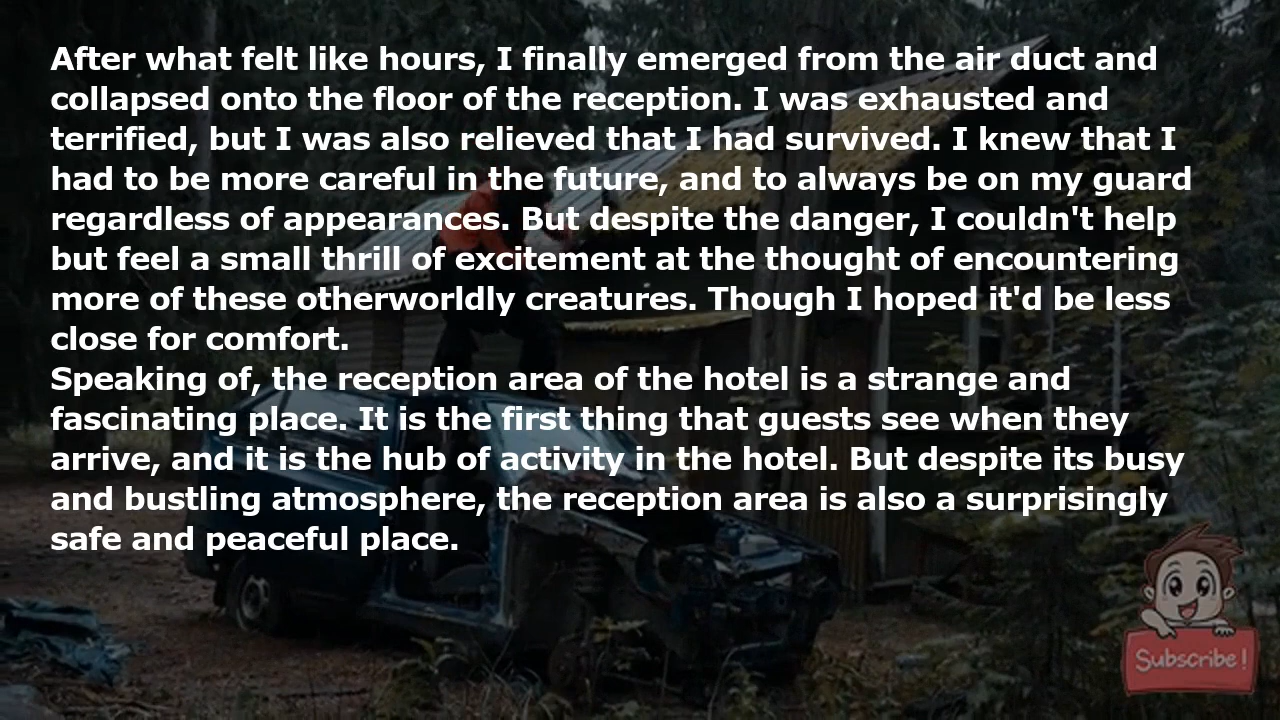 After what felt like hours, I finally emerged from the air duct and
collapsed onto the floor of the reception. I was exhausted and
terrified, but I was also relieved that I had survived. I knew that I
had to be more careful in the future, and to always be on my guard
regardless of appearances. But despite the danger, I couldn't help
but feel a small thrill of excitement at the thought of encountering
more of these otherworldly creatures. Though I hoped it'd be less
close for comfort.
Speaking of, the reception area of the hotel is a strange and
fascinating place. It is the first thing that guests see when they
arrive, and it is the hub of activity in the hotel. But despite its busy
and bustling atmosphere, the reception area is also a surprisingly
safe and peaceful place.
Subscribe!